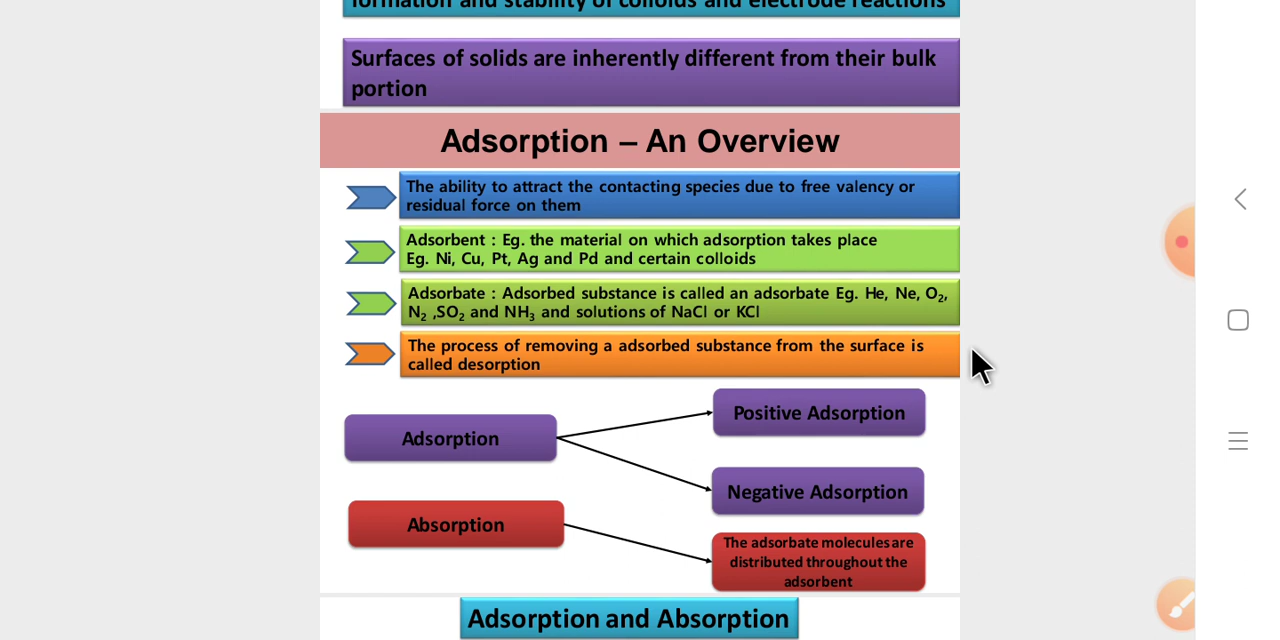 formation and stability of colloids and electrode reactions
Surfaces of solids are inherently different from their bulk
portion
Adsorption – An Overview
The ability to attract the contacting species due to free valency or
residual force on them
Adsorbent : Eg. the material on which adsorption takes place
Eg. Ni, Cu, Pt, Ag and Pd and certain colloids
Adsorbate : Adsorbed substance is called an adsorbate Eg. He, Ne, O₂,
N₂ ,SO₂ and NH₃ and solutions of NaCl or KCl
The process of removing a adsorbed substance from the surface is
called desorption
Adsorption
Positive Adsorption
Negative Adsorption
Absorption
The adsorbate molecules are
distributed throughout the
adsorbent
Adsorption and Absorption